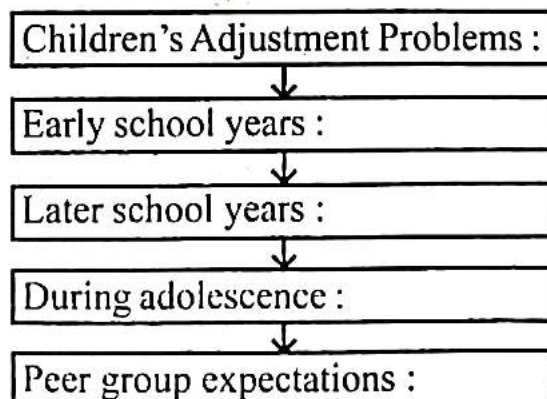 Children's Adjustment Problems :
Early school years :
Later school years :
During adolescence :
Peer group expectations :